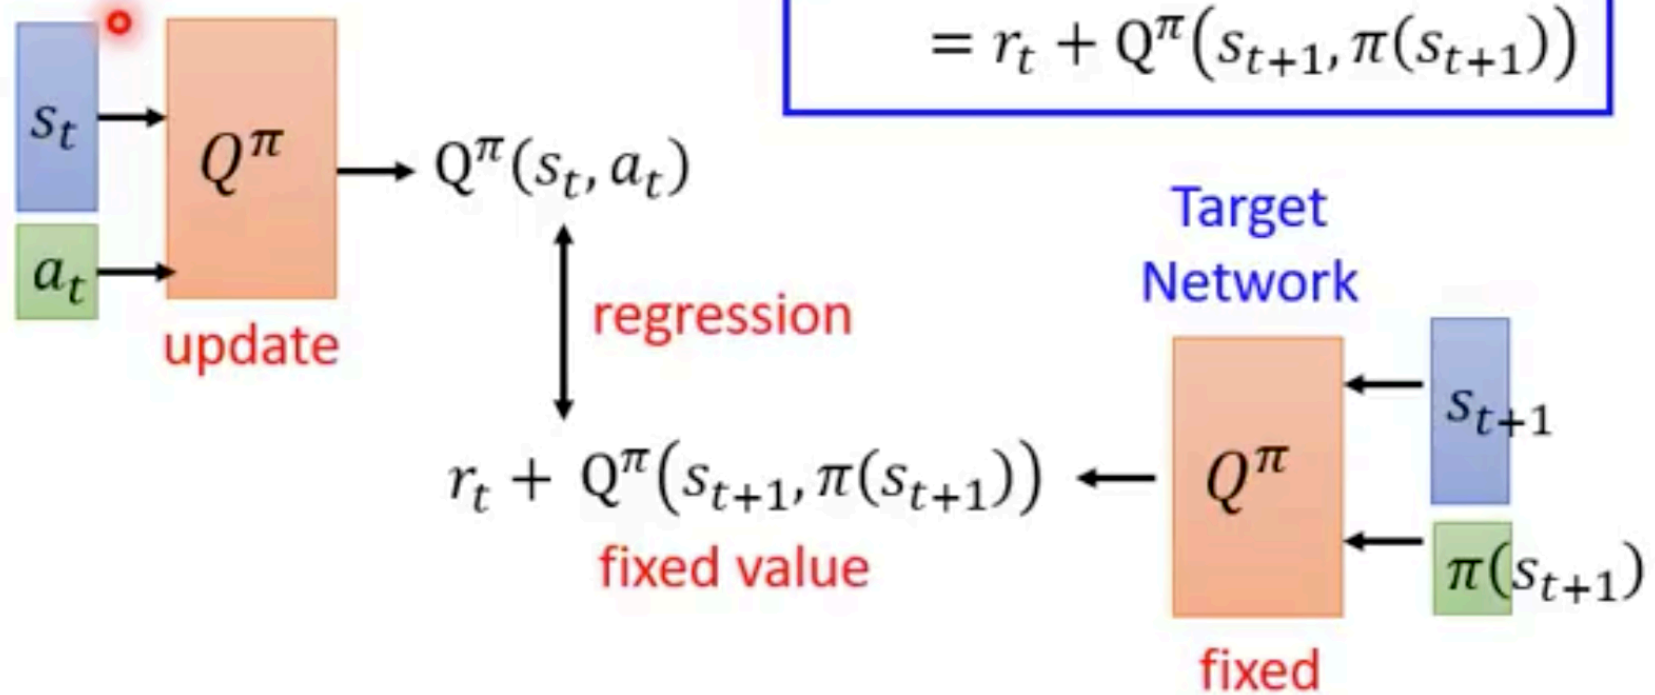 = r_t + Q^π(s_{t+1}, π(s_{t+1}))
s_t
Q^π
Q^π(s_t, a_t)
a_t
update
regression
Target
Network
s_{t+1}
r_t + Q^π(s_{t+1}, π(s_{t+1}))
Q^π
fixed value
π(s_{t+1})
fixed